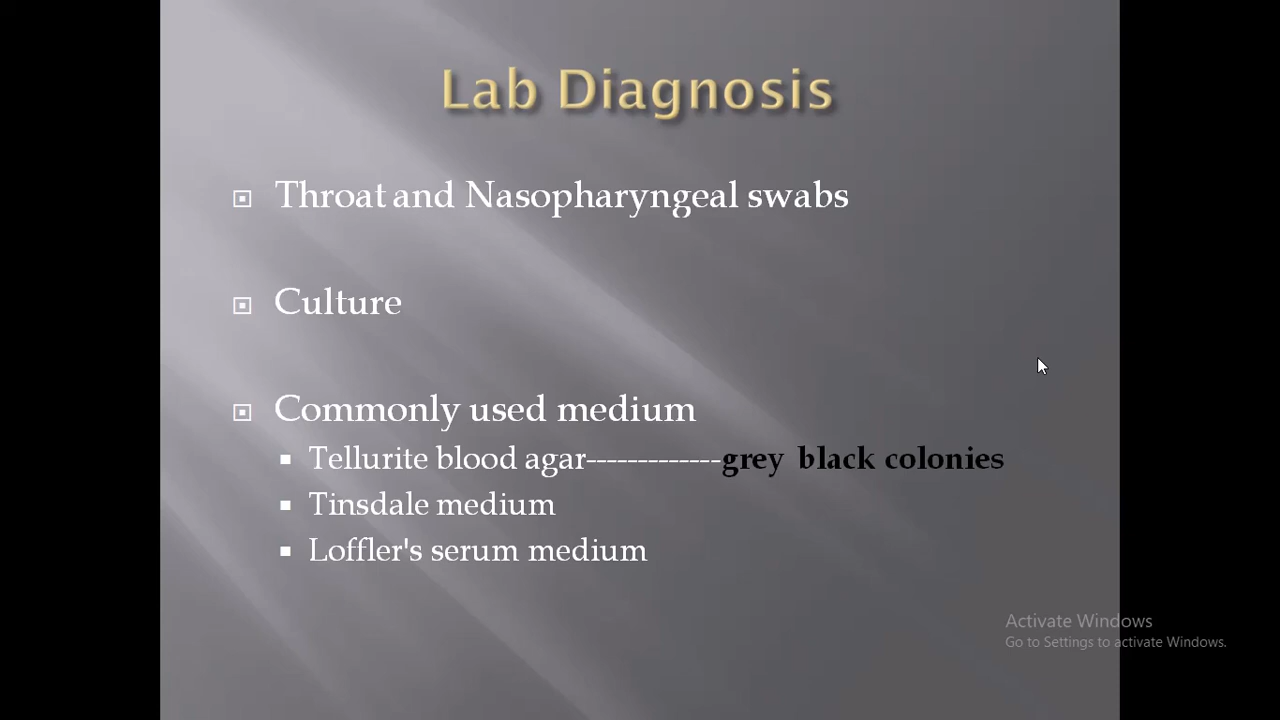 Lab Diagnosis
Throat and Nasopharyngeal swabs
Culture
Commonly used medium
Tellurite blood agar-------------grey black colonies
Tinsdale medium
Loffler's serum medium
Activate Windows
Go to Settings to activate Windows.